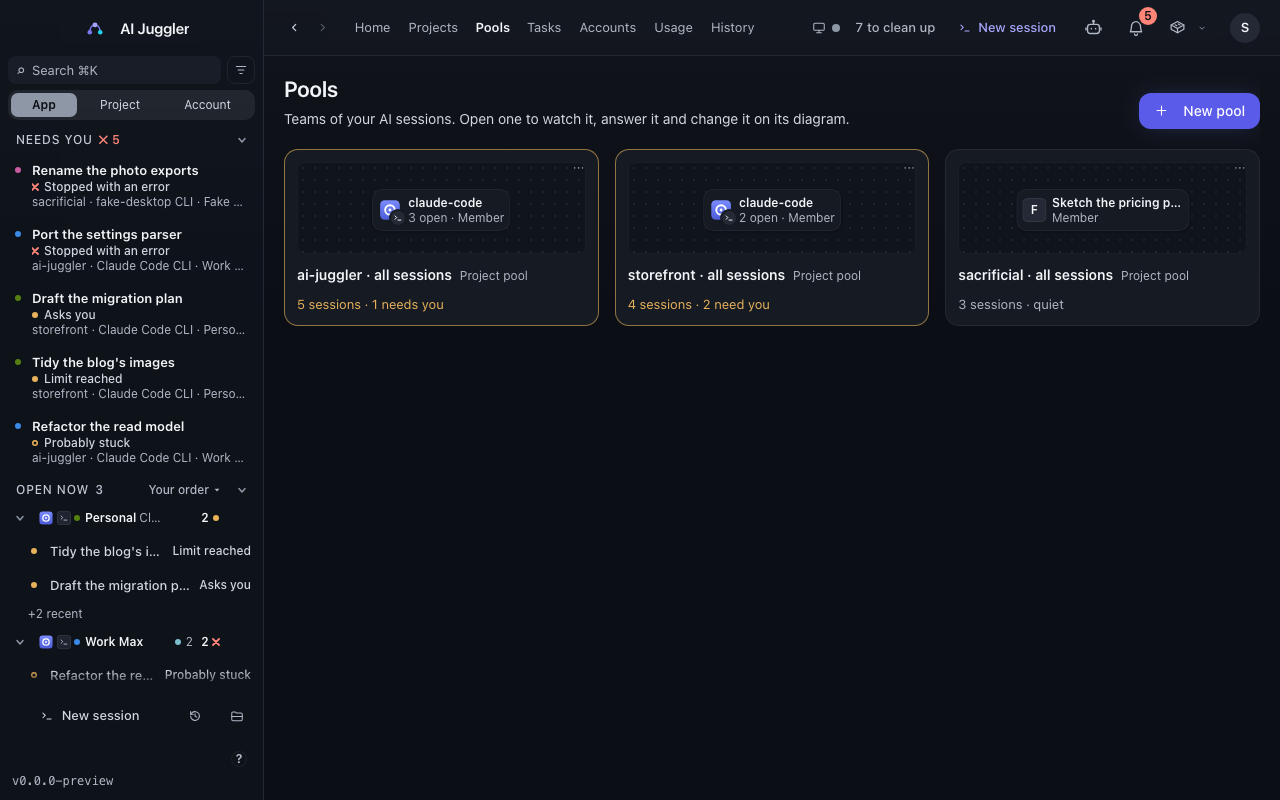 AI Juggler
Search ⌘K
App
Project
Account
NEEDS YOU 5
Rename the photo exports
Stopped with an error
sacrificial · fake-desktop CLI · Fake ...
Port the settings parser
Stopped with an error
ai-juggler · Claude Code CLI · Work ...
Draft the migration plan
Asks you
storefront · Claude Code CLI · Perso...
Tidy the blog's images
Limit reached
storefront · Claude Code CLI · Perso...
Refactor the read model
Probably stuck
ai-juggler · Claude Code CLI · Work ...
OPEN NOW 3
Your order
Personal Cl...
2
Tidy the blog's i...
Limit reached
Draft the migration p...
Asks you
+2 recent
Work Max
2
2
Refactor the re...
Probably stuck
New session
?
v0.0.0-preview
Home
Projects
Pools
Tasks
Accounts
Usage
History
7 to clean up
New session
5
S
Pools
Teams of your AI sessions. Open one to watch it, answer it and change it on its diagram.
+ New pool
claude-code
3 open · Member
ai-juggler · all sessions Project pool
5 sessions · 1 needs you
claude-code
2 open · Member
storefront · all sessions Project pool
4 sessions · 2 need you
F
Sketch the pricing p...
Member
sacrificial · all sessions Project pool
3 sessions · quiet